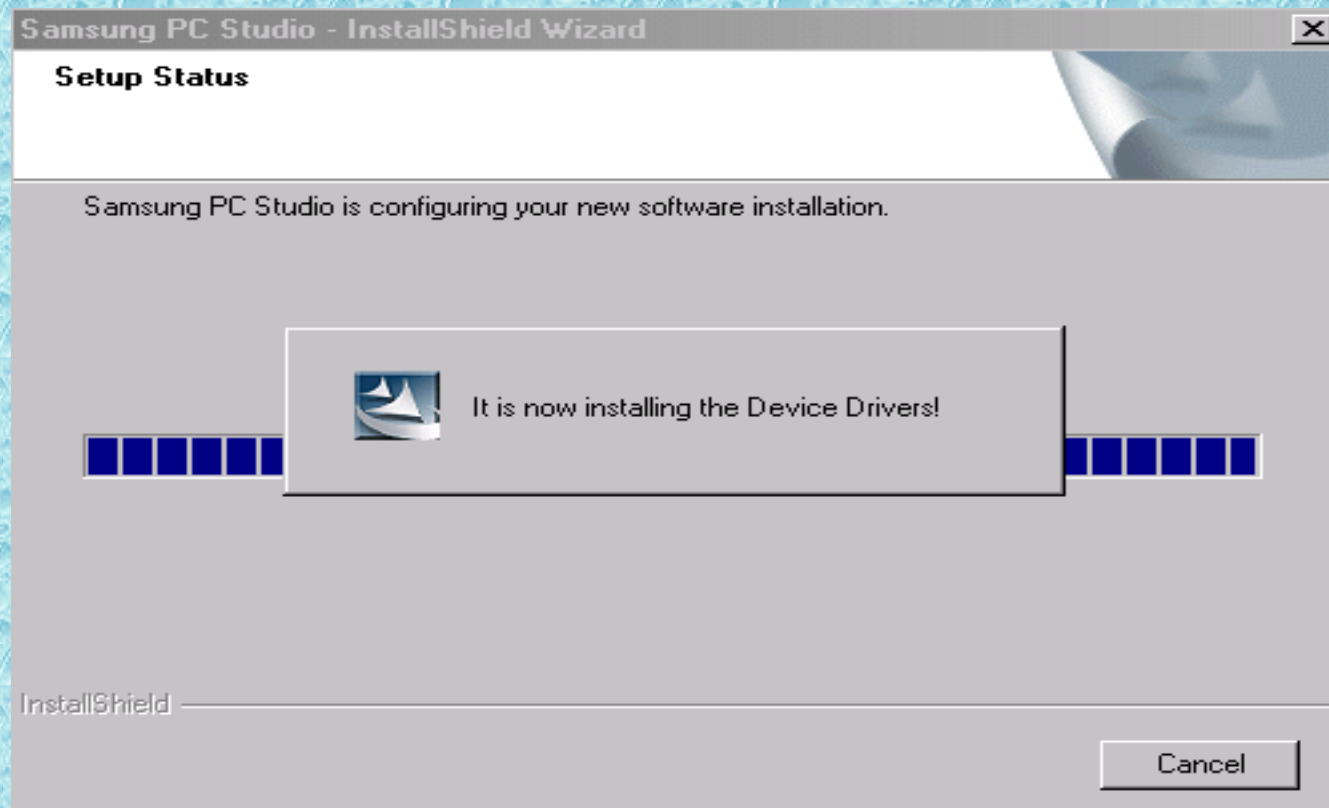 Samsung PC Studio - InstallShield Wizard
Setup Status
Samsung PC Studio is configuring your new software installation.
It is now installing the Device Drivers!
InstallShield
Cancel